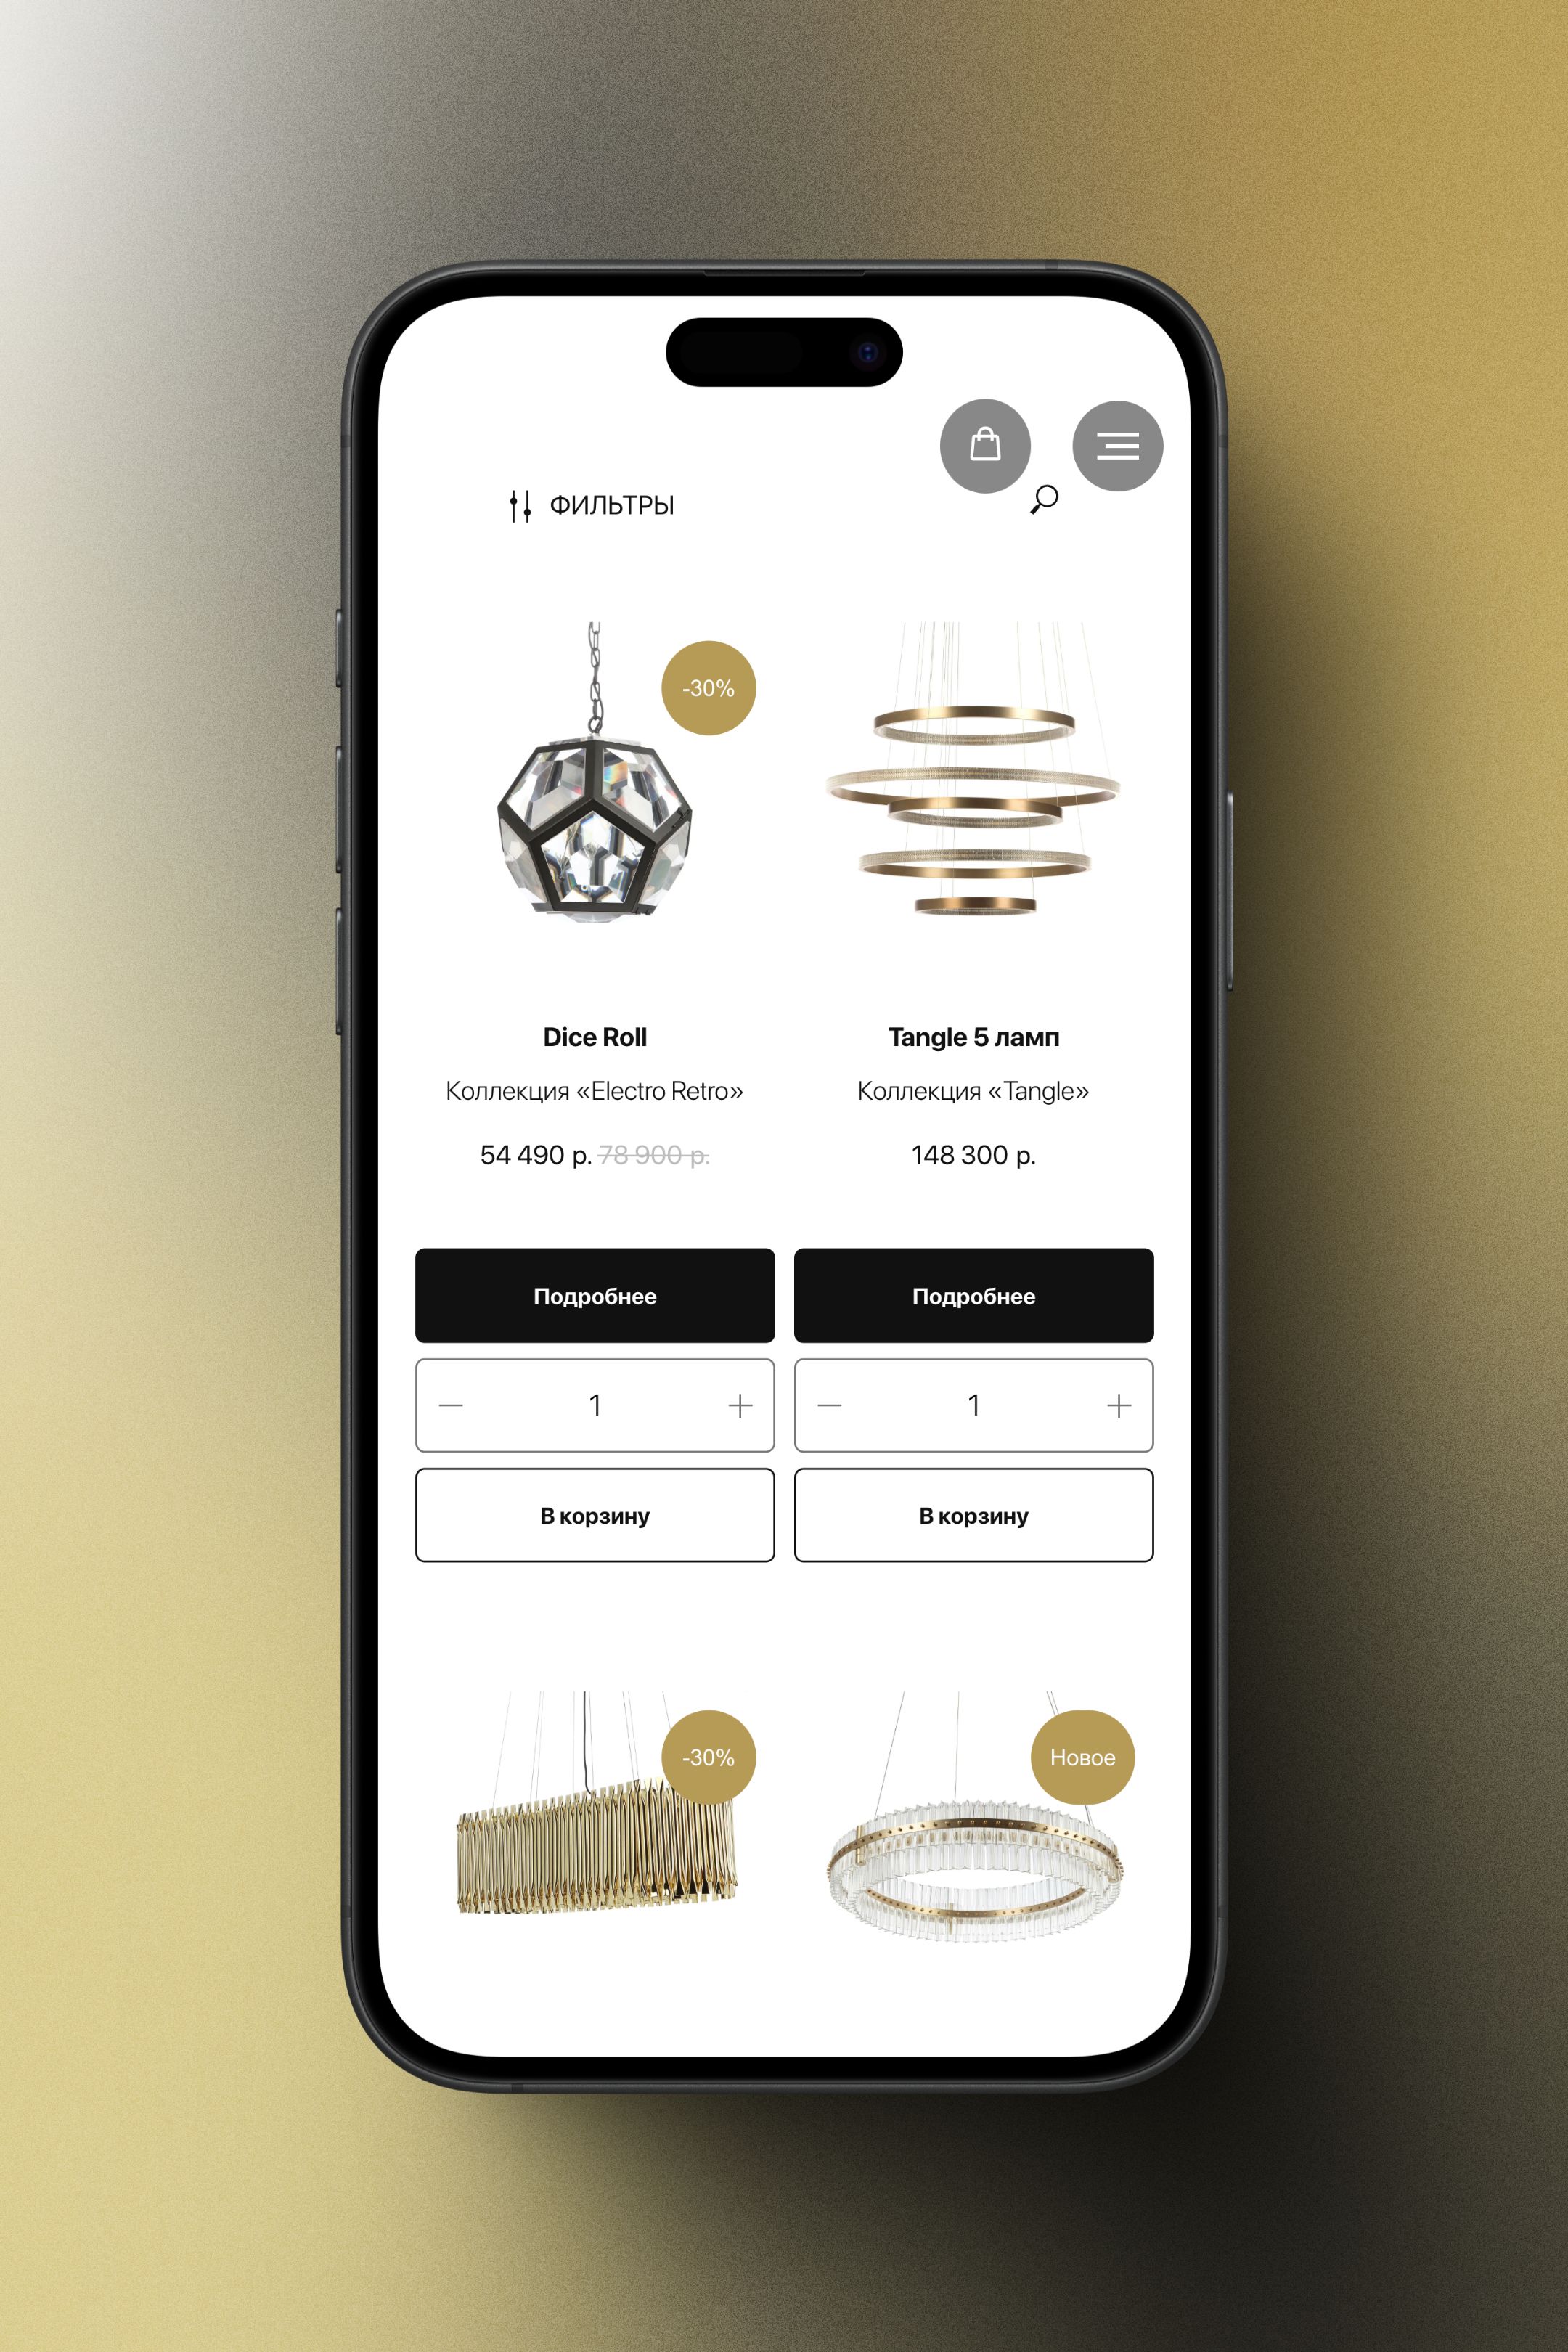 ФИЛЬТРЫ
-30%
Dice Roll
Коллекция «Electro Retro»
54 490 р. 78 900 р.
Подробнее
1
В корзину
Tangle 5 ламп
Коллекция «Tangle»
148 300 р.
Подробнее
1
В корзину
-30%
Новое